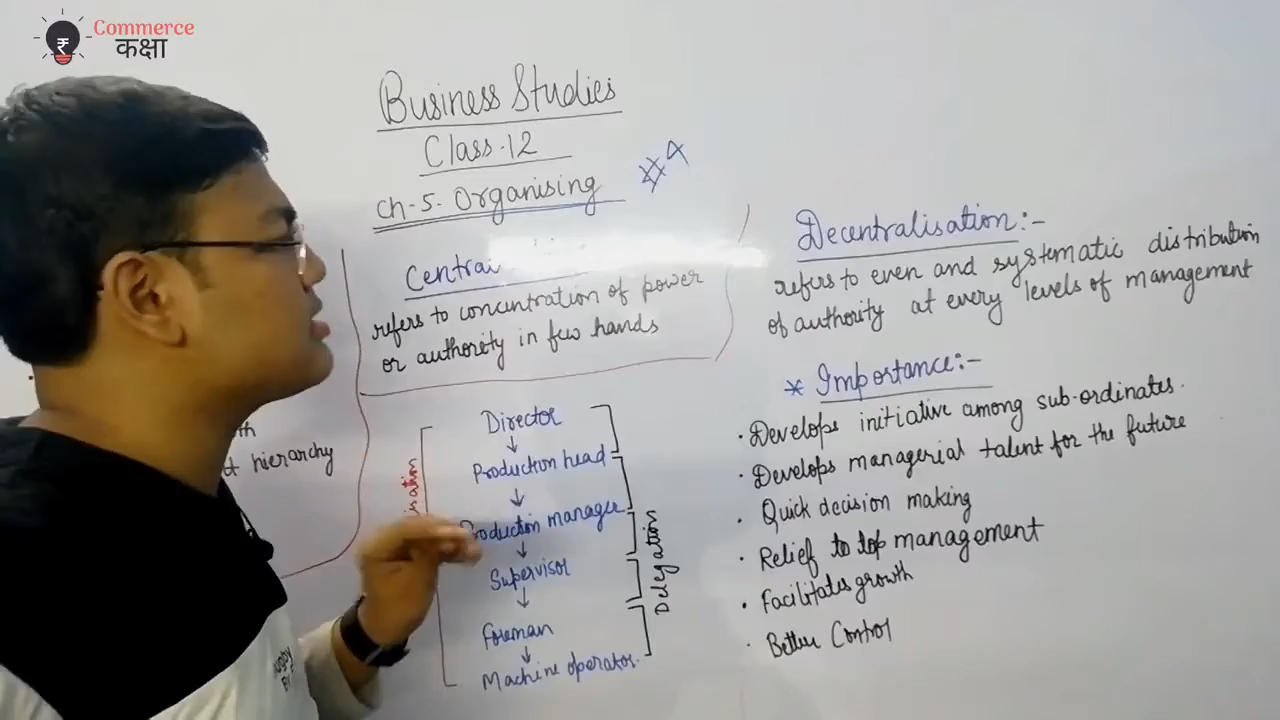 Commerce
कक्षा
Business Studies
Class-12
Ch-5- Organising
#4
refers to concentration of power
or authority in few hands
hierarchy
Director
Production head
Production manager
Supervisor
Foreman
Machine operator
Delegation
Decentralisation:-
refers to even and systematic distribution
of authority at every levels of management
* Importance:-
• Develops initiative among sub-ordinates.
• Develops managerial talent for the future
• Quick decision making
• Relief to top management
• Facilitates growth
• Better Control